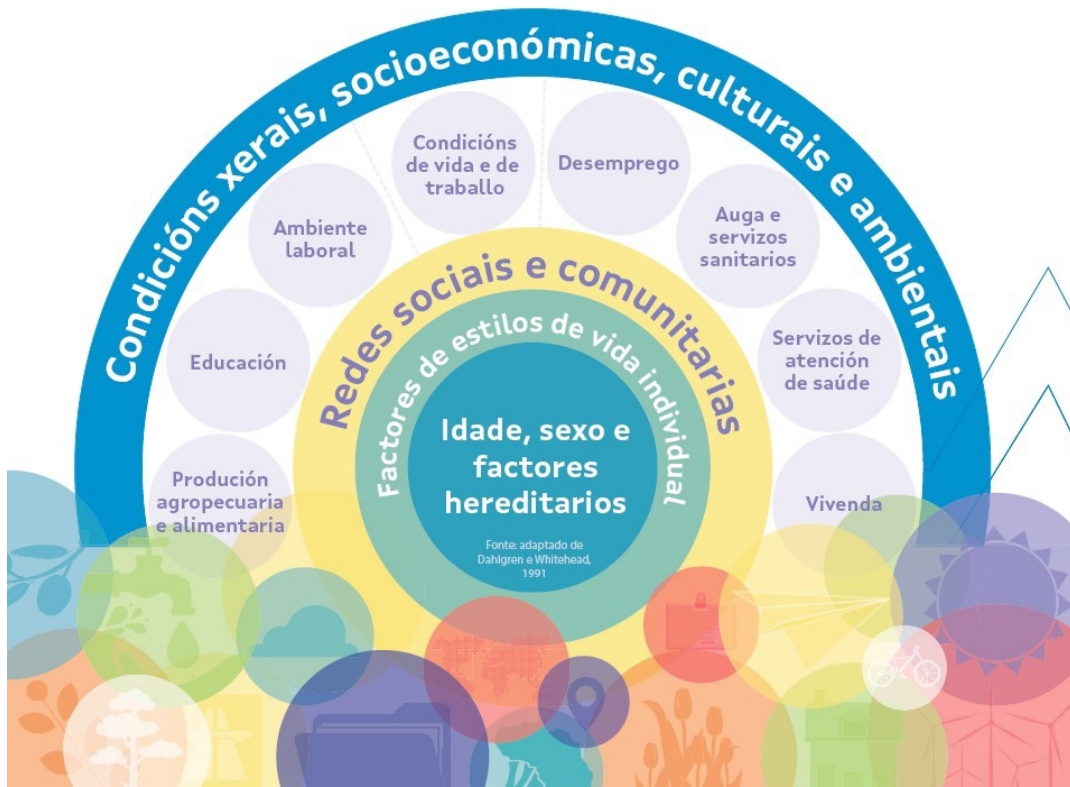 Condicións xerais, socioeconómicas, culturais e ambientais
Condicións
de vida e de
traballo
Desemprego
Ambiente
laboral
Auga e
servizos
sanitarios
Educación
Servizos de
atención
de saúde
Produción
agropecuaria
e alimentaria
Vivenda
Redes sociais e comunitarias
Factores de estilos de vida individual
Idade, sexo e
factores
hereditarios
Fonte: adaptado de
Dahlgren e Whitehead,
1991